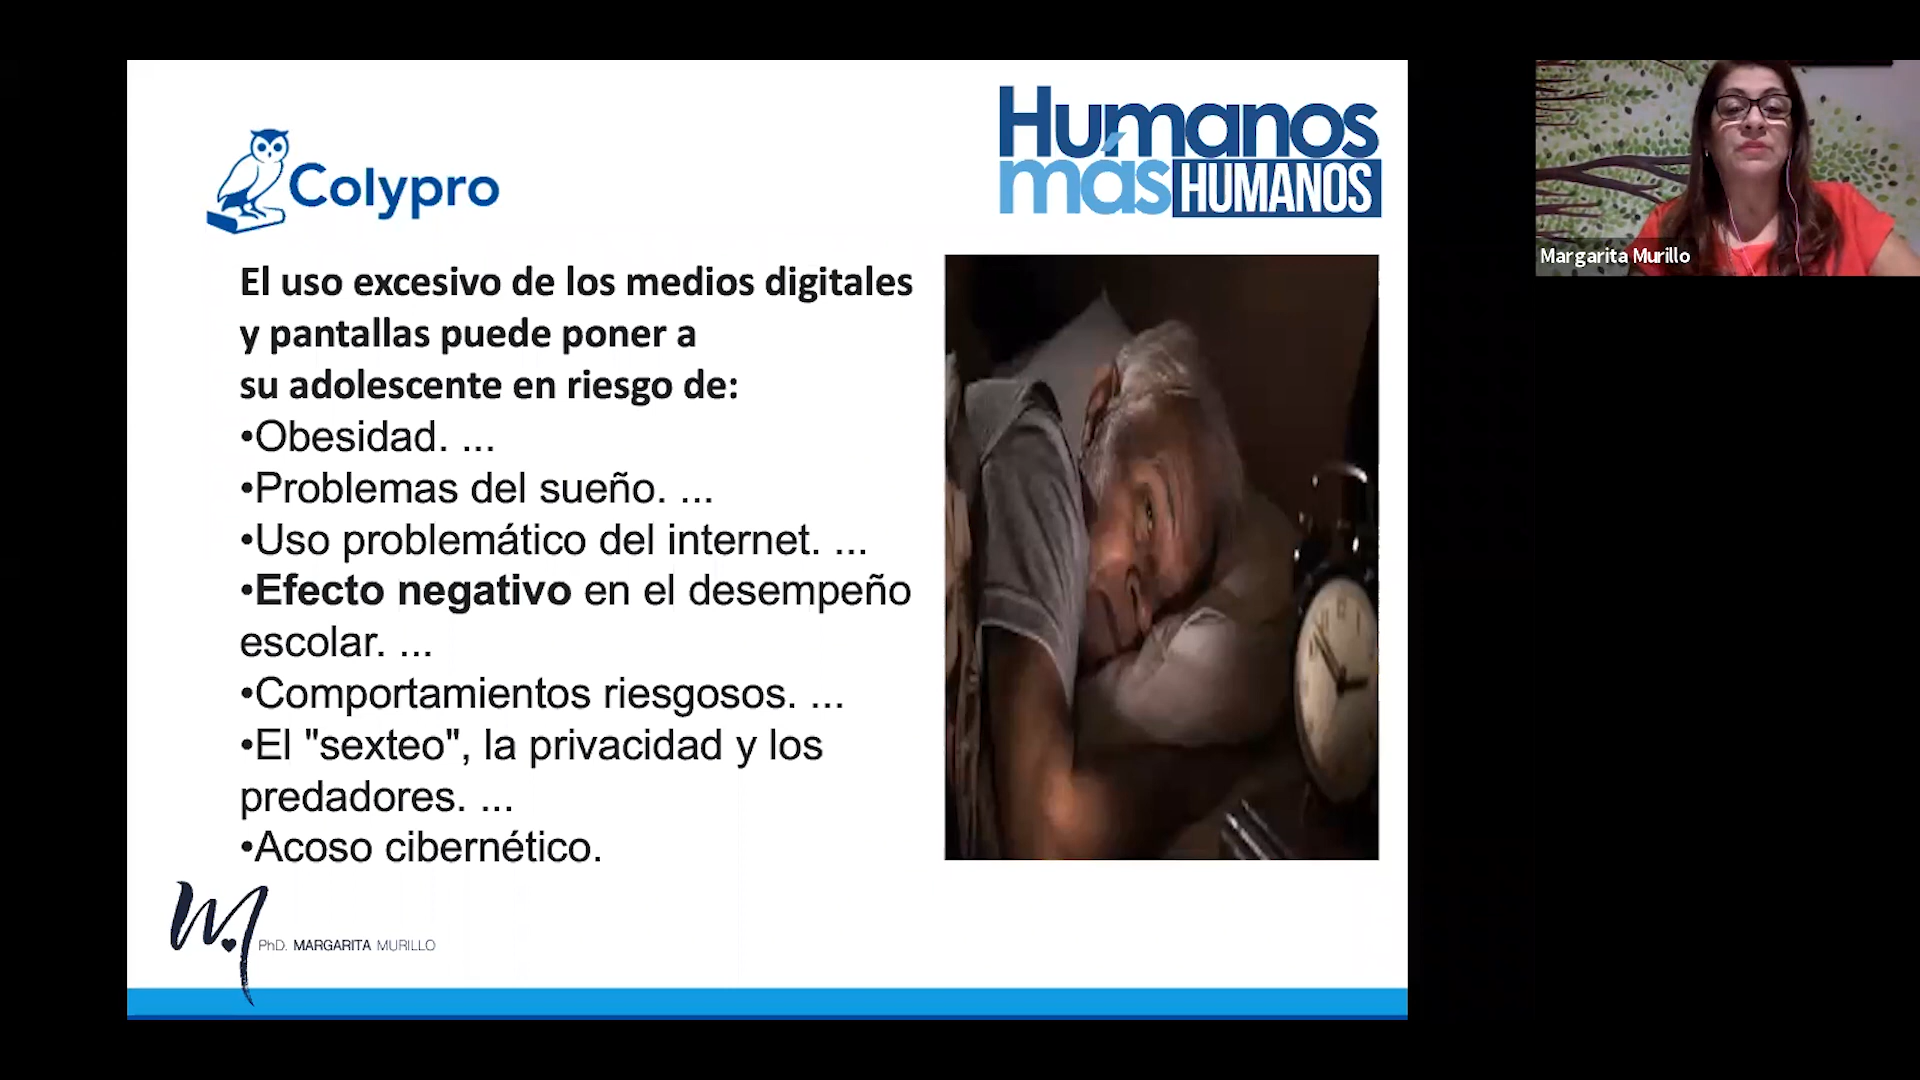 Colypro
Humanos
más HUMANOS
El uso excesivo de los medios digitales
y pantallas puede poner a
su adolescente en riesgo de:
•Obesidad. ...
•Problemas del sueño. ...
•Uso problemático del internet. ...
•Efecto negativo en el desempeño
escolar. ...
•Comportamientos riesgosos. ...
•El "sexteo", la privacidad y los
predadores. ...
•Acoso cibernético.
M
PhD. MARGARITA MURILLO
Margarita Murillo